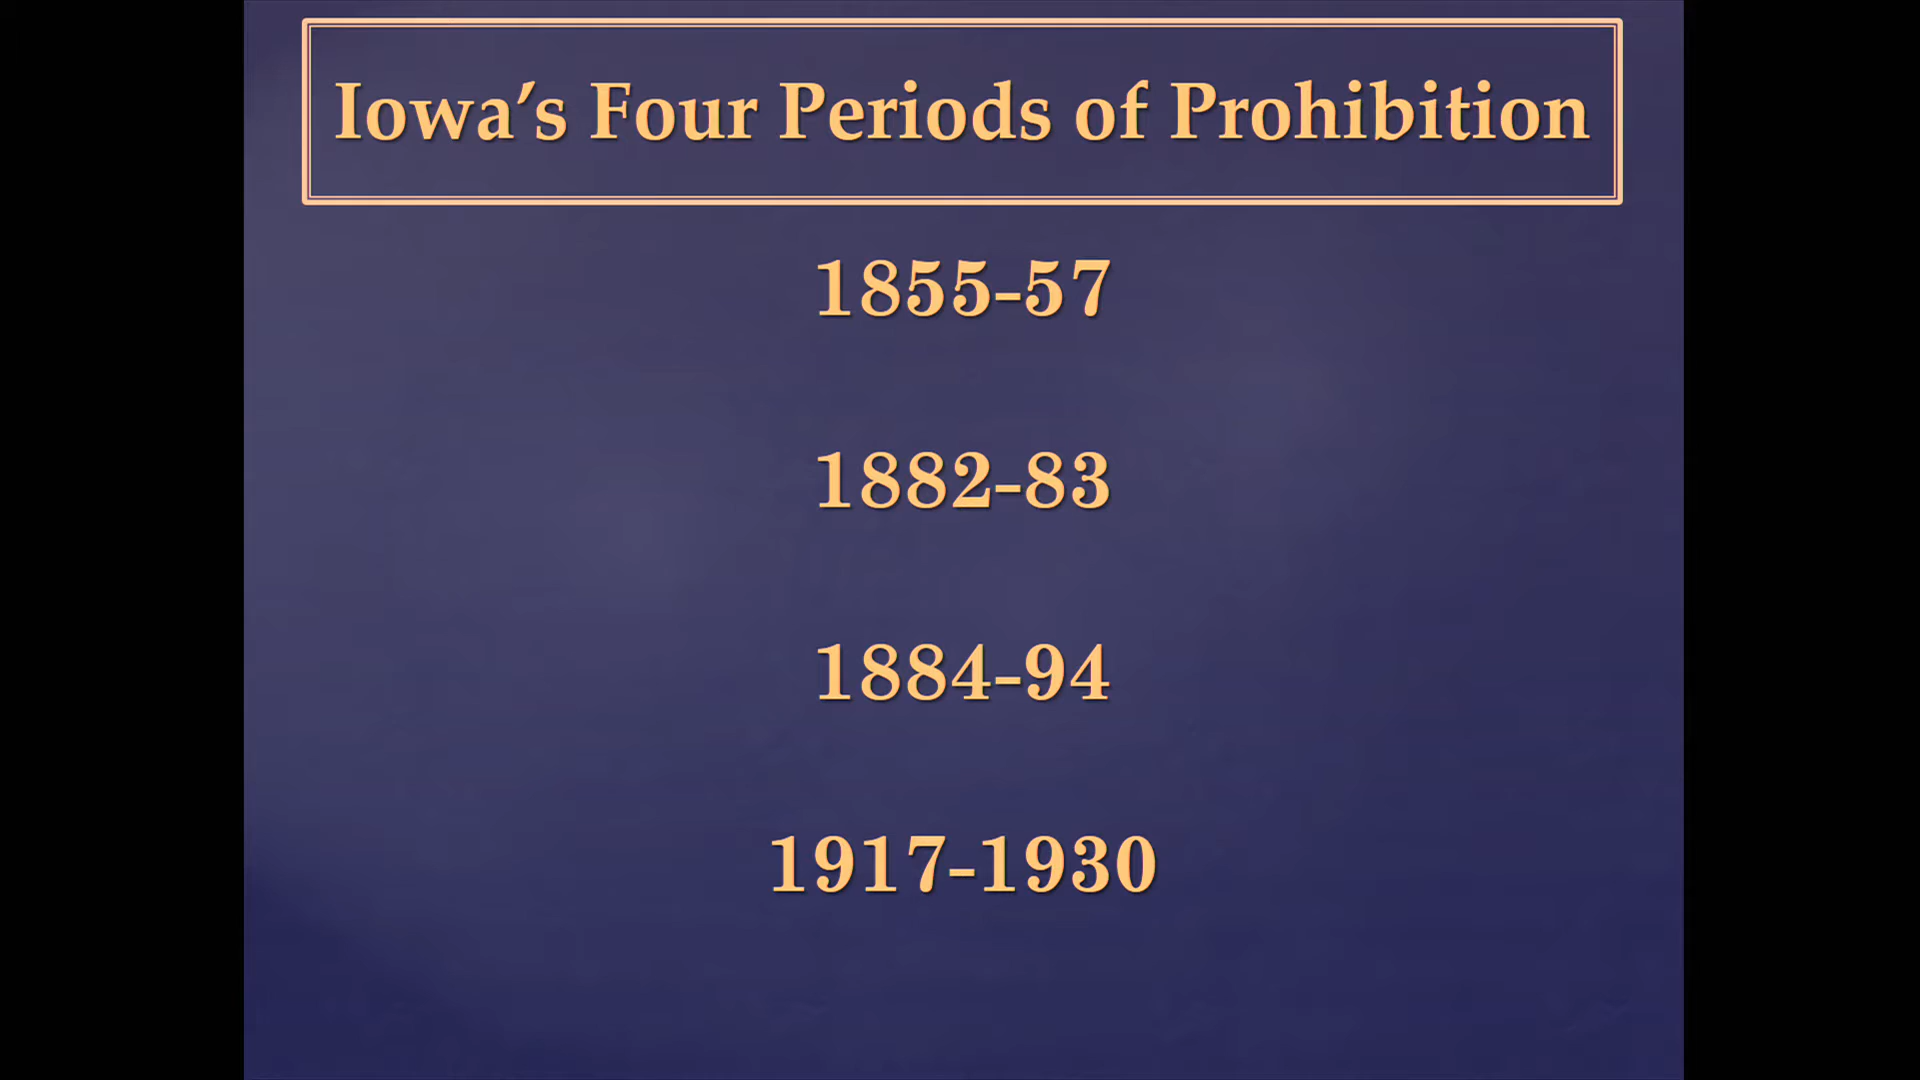 Iowa’s Four Periods of Prohibition
1855-57
1882-83
1884-94
1917-1930